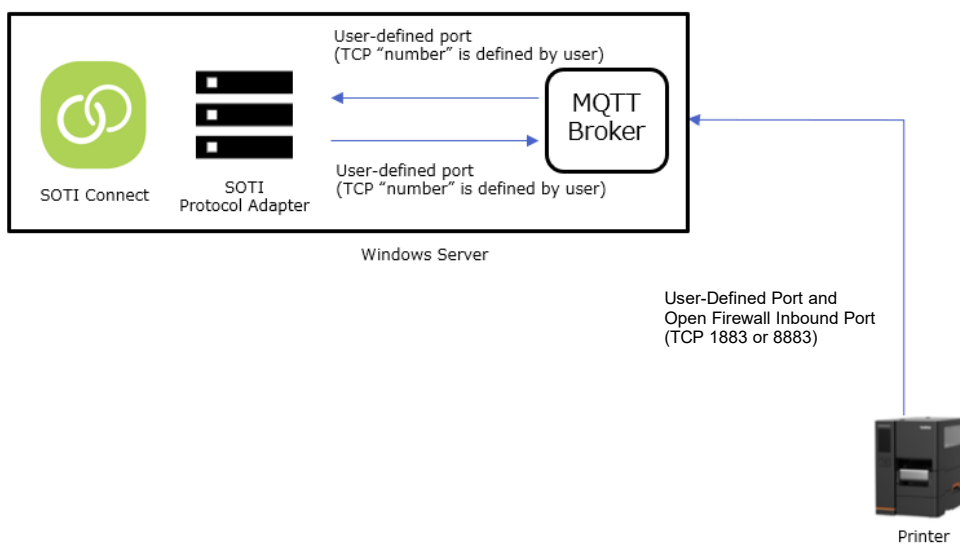 User-defined port
(TCP “number” is defined by user)
MQTT
Broker
User-defined port
(TCP “number” is defined by user)
SOTI Connect
SOTI
Protocol Adapter
Windows Server
User-Defined Port and
Open Firewall Inbound Port
(TCP 1883 or 8883)
Printer